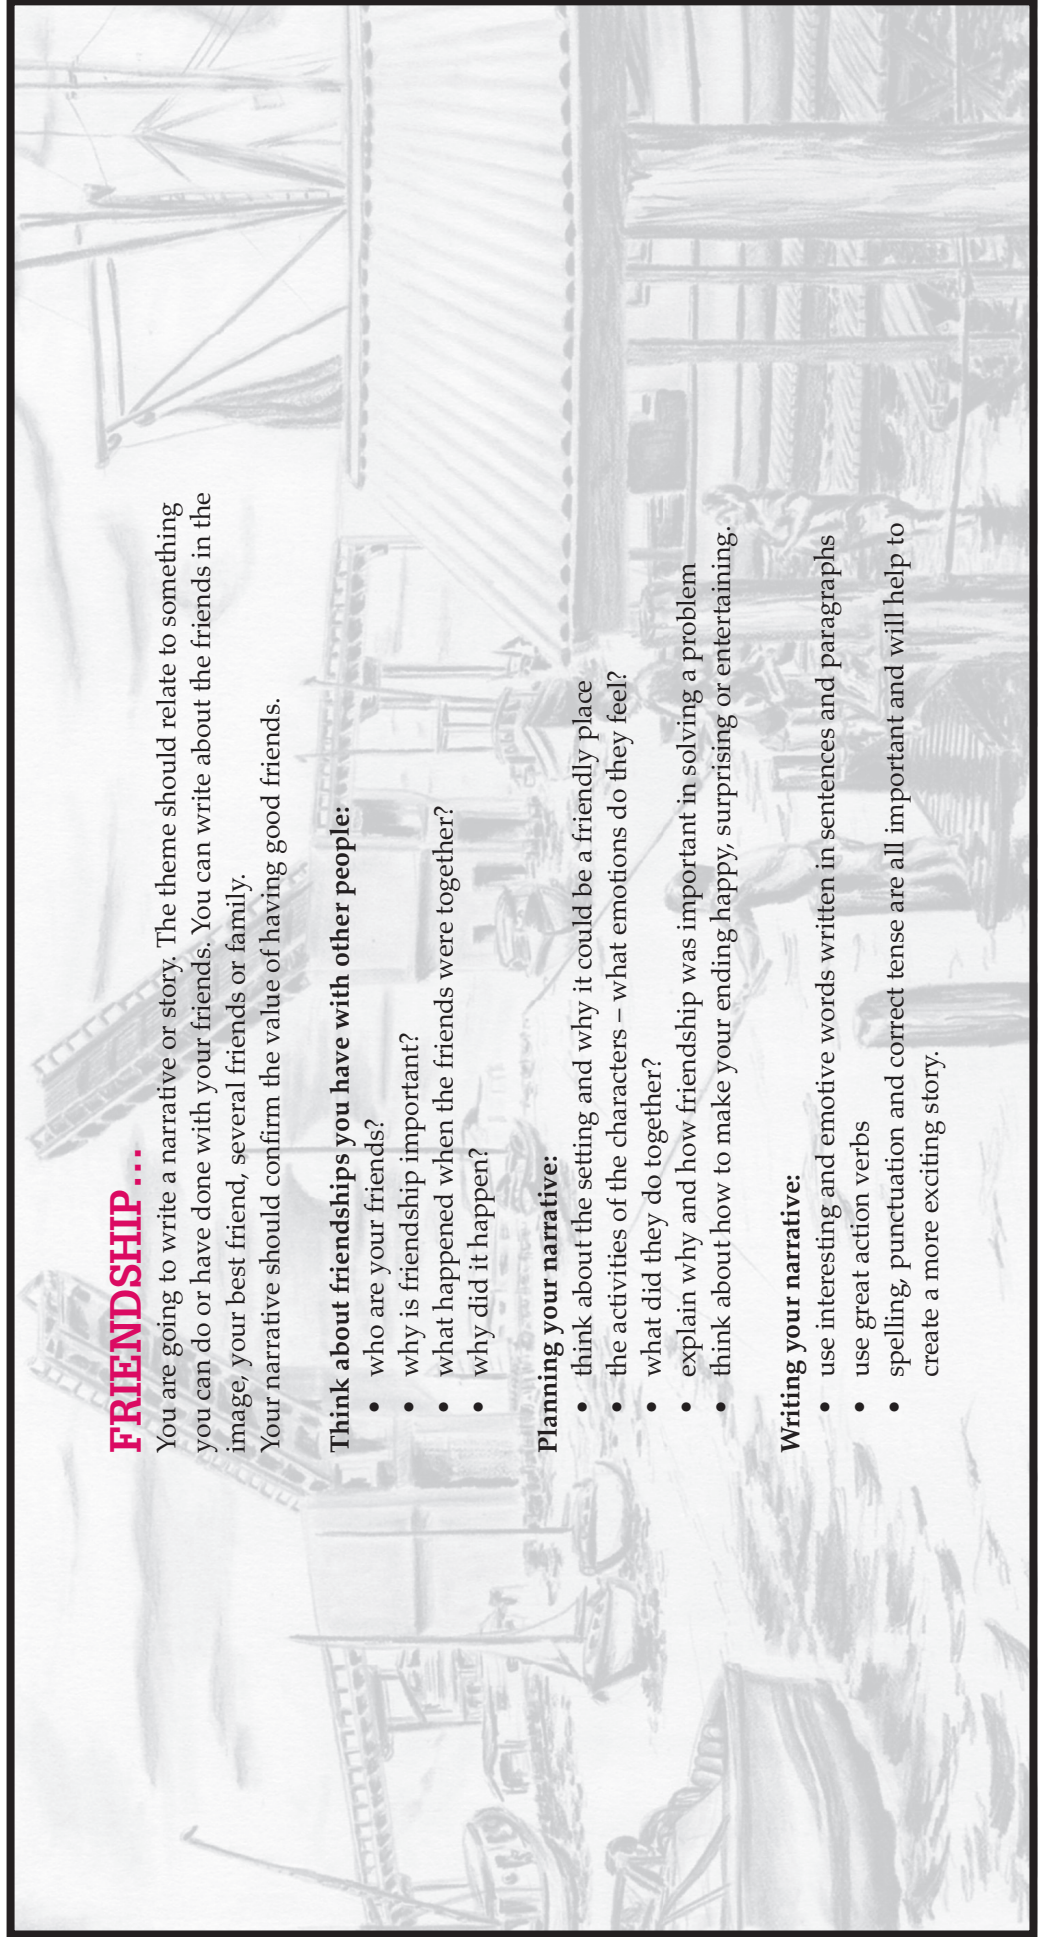 FRIENDSHIP…
You are going to write a narrative or story. The theme should relate to something
you can do or have done with your friends. You can write about the friends in the
image, your best friend, several friends or family.
Your narrative should confirm the value of having good friends.
Think about friendships you have with other people:
• who are your friends?
• why is friendship important?
• what happened when the friends were together?
• why did it happen?
Planning your narrative:
• think about the setting and why it could be a friendly place
• the activities of the characters – what emotions do they feel?
• what did they do together?
• explain why and how friendship was important in solving a problem
• think about how to make your ending happy, surprising or entertaining.
Writing your narrative:
• use interesting and emotive words written in sentences and paragraphs
• use great action verbs
• spelling, punctuation and correct tense are all important and will help to
create a more exciting story.